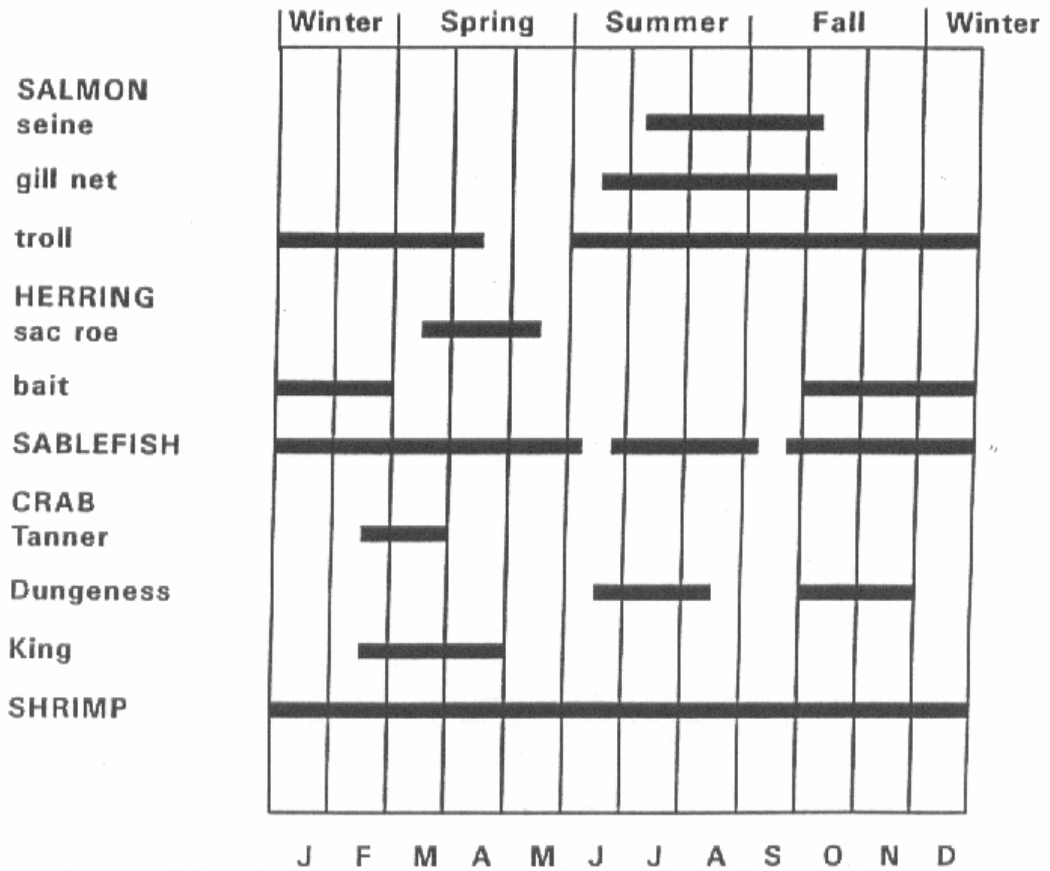 Winter Spring Summer Fall Winter
SALMON
seine
gill net
troll
HERRING
sac roe
bait
SABLEFISH
CRAB
Tanner
Dungeness
King
SHRIMP
J F M A M J J A S O N D